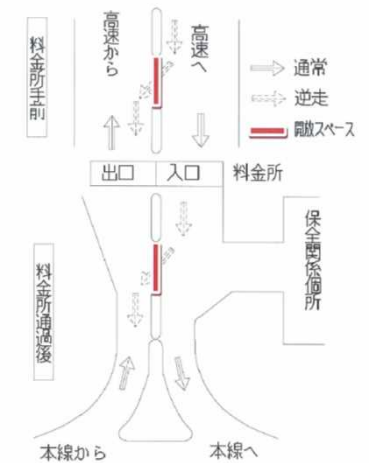 料金所手前
高速から
高速へ
通常
逆走
開放スペース
出口
入口
料金所
料金所通過後
保全関係個所
本線から
本線へ